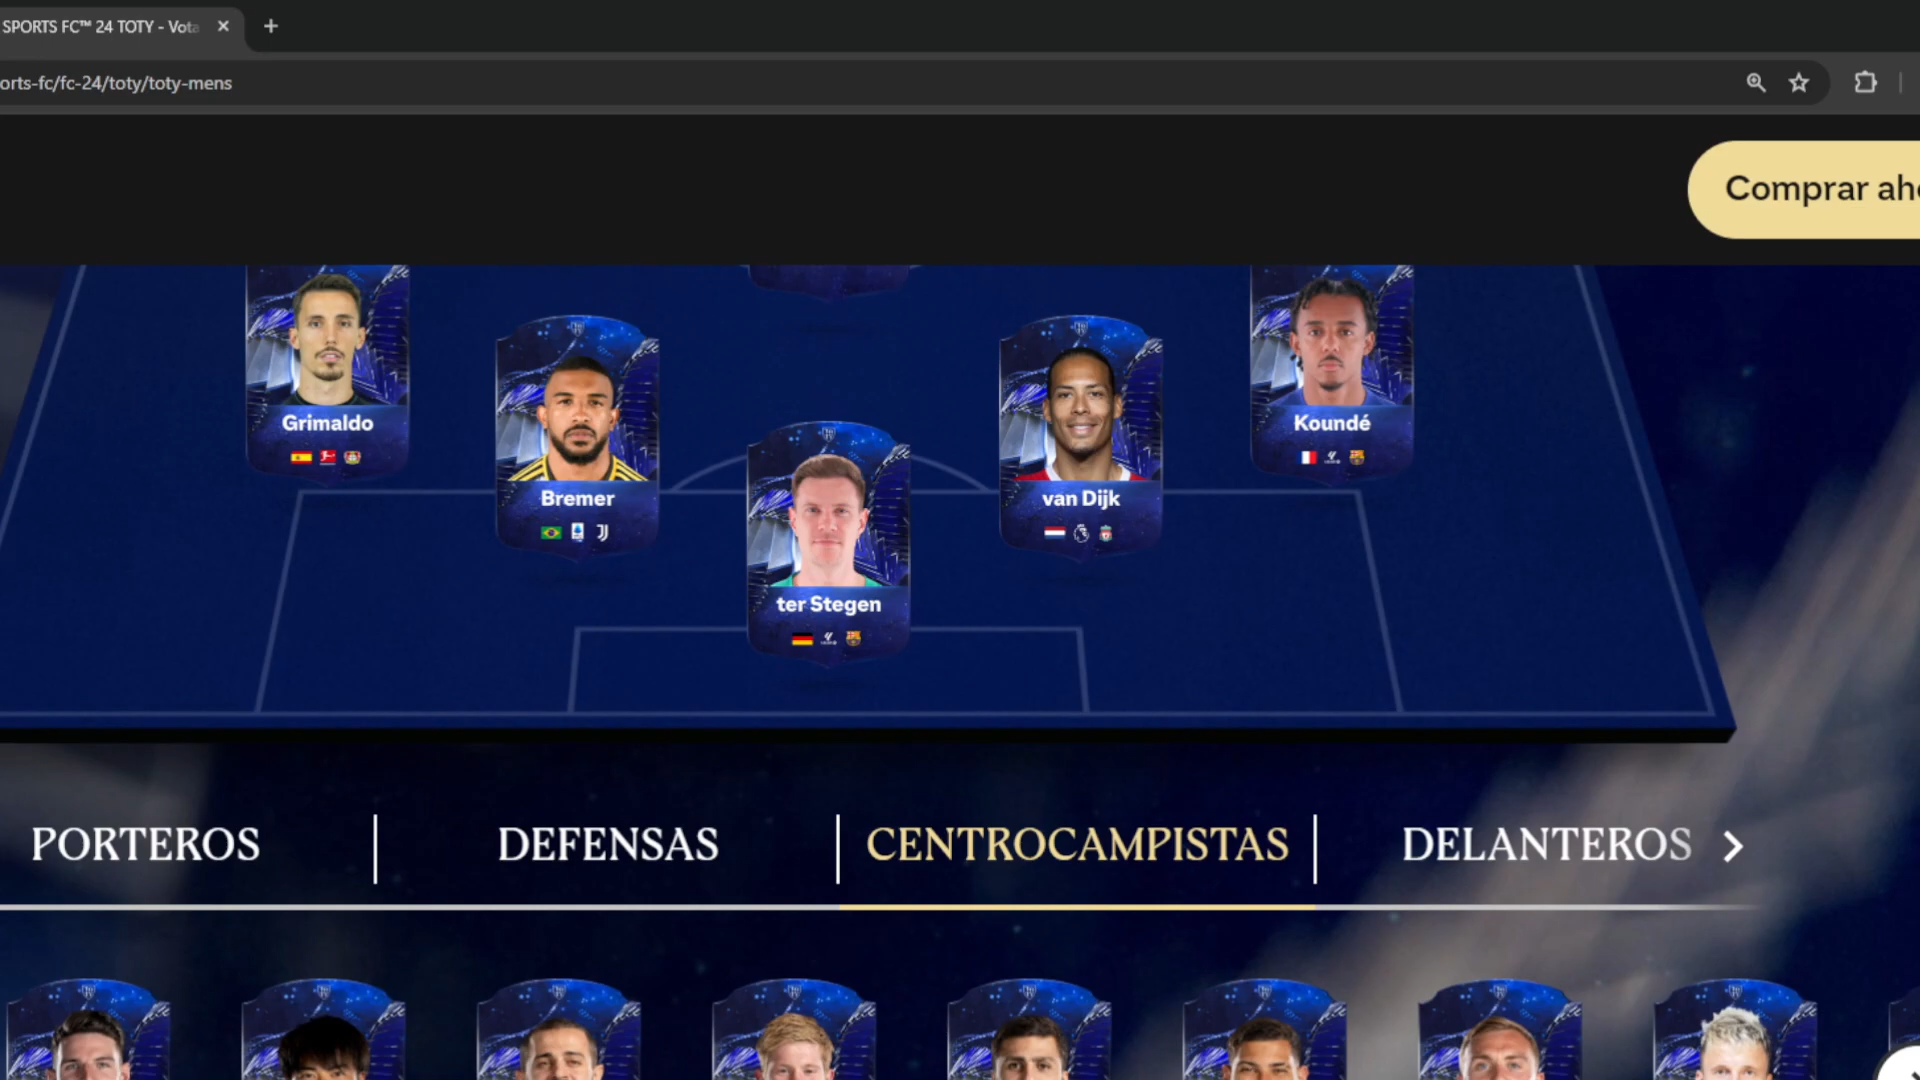 SPORTS FC™ 24 TOTY - Vota
orts-fc/fc-24/toty/toty-mens
Comprar aho
Grimaldo
Koundé
Bremer
van Dijk
ter Stegen
PORTEROS
DEFENSAS
CENTROCAMPISTAS
DELANTEROS